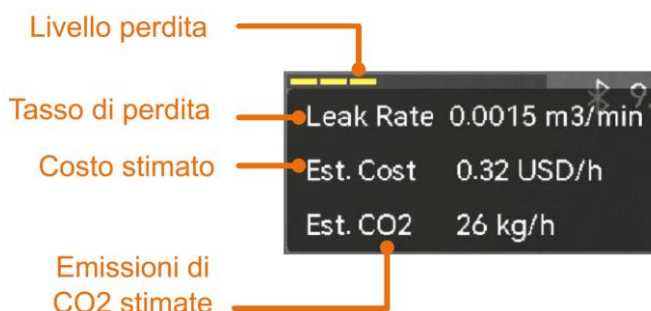 Livello perdita
Tasso di perdita
Costo stimato
Emissioni di
CO2 stimate
Leak Rate 0.0015 m3/min
Est. Cost 0.32 USD/h
Est. CO2 26 kg/h